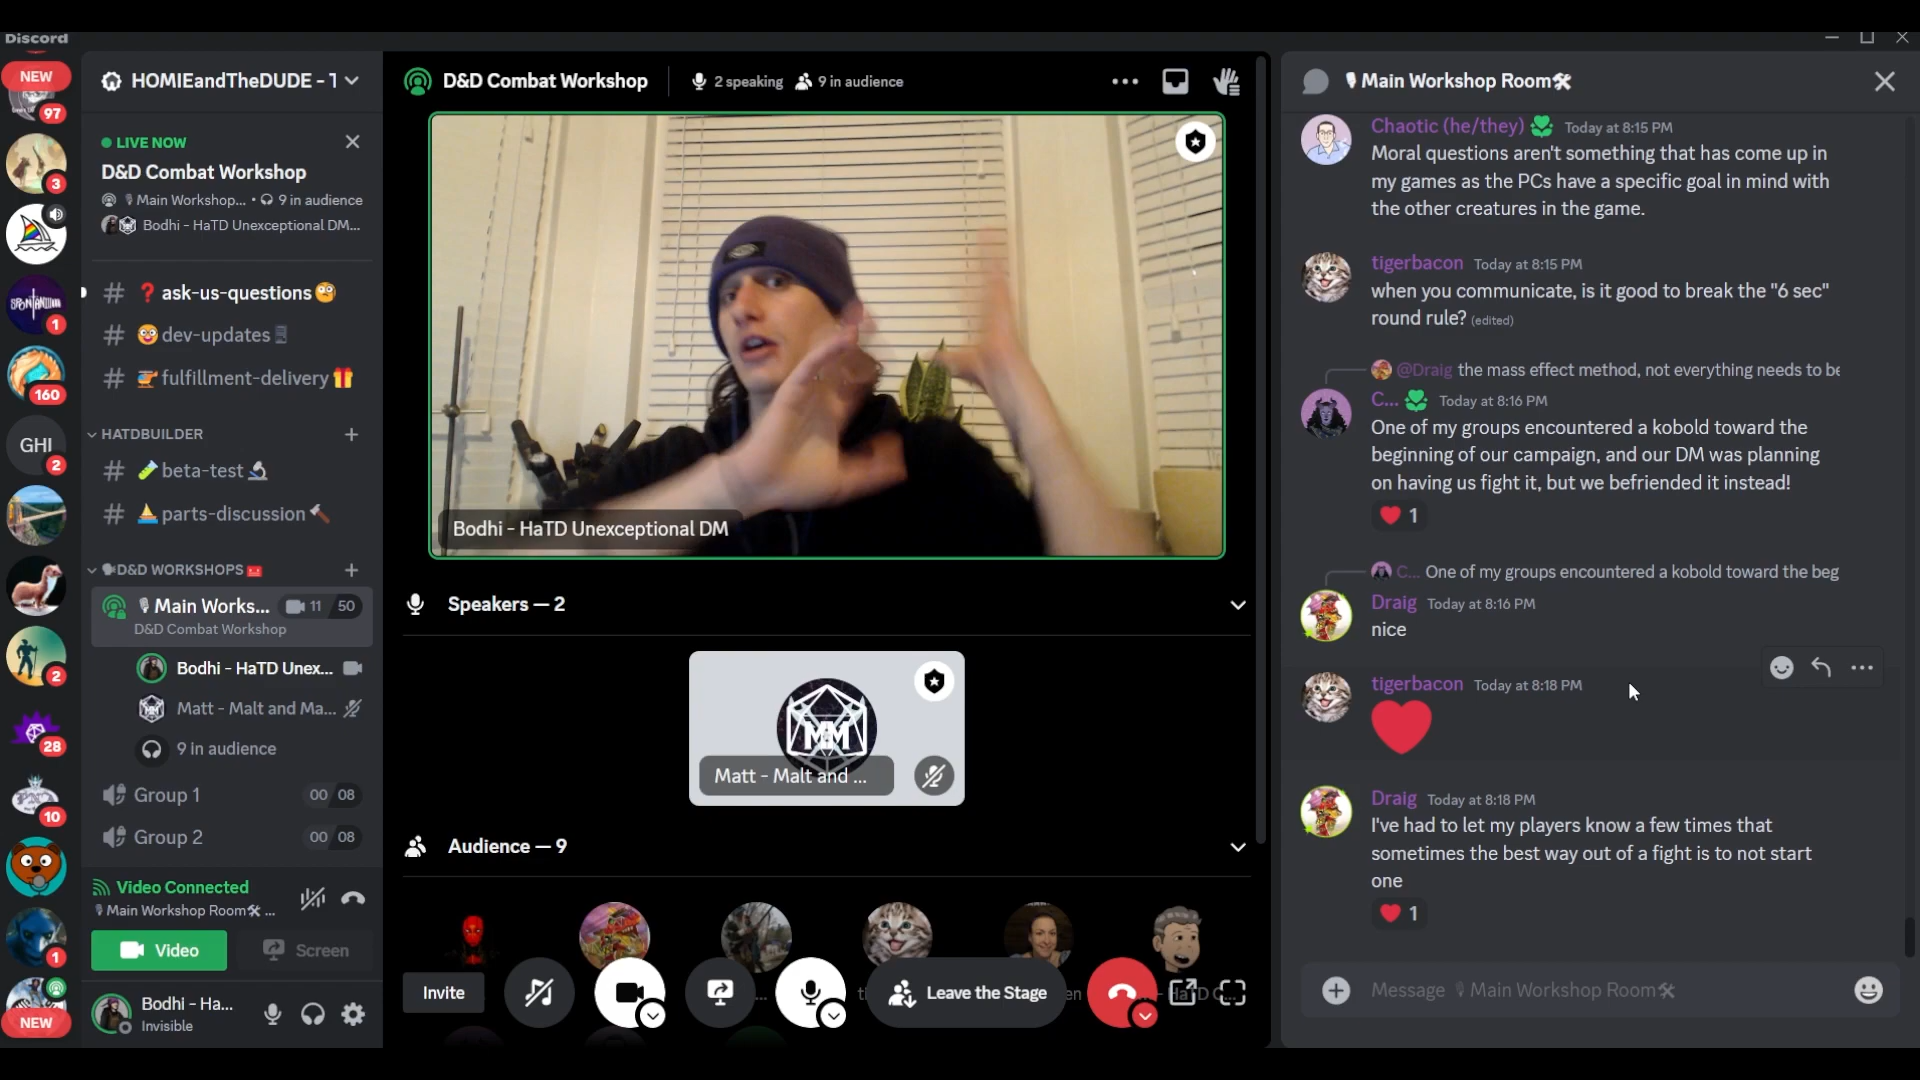 Discord
NEW
97
3
1
160
GHI
2
2
28
10
1
NEW
HOMIEandTheDUDE - T
LIVE NOW
D&D Combat Workshop
Main Workshop... • 9 in audience
Bodhi - HaTD Unexceptional DM...
# ❓ask-us-questions
# dev-updates
# fulfillment-delivery
HATDBUILDER
# beta-test
# parts-discussion
D&D WORKSHOPS
Main Works... 11 50
D&D Combat Workshop
Bodhi - HaTD Unex...
Matt - Malt and Ma...
9 in audience
Group 1 00 08
Group 2 00 08
Video Connected
Main Workshop Room ...
Video Screen
Bodhi - Ha...
Invisible
D&D Combat Workshop 2 speaking 9 in audience
Bodhi - HaTD Unexceptional DM
Speakers — 2
MM
Matt - Malt and ...
Audience — 9
Invite
Leave the Stage
Main Workshop Room
Chaotic (he/they) Today at 8:15 PM
Moral questions aren't something that has come up in
my games as the PCs have a specific goal in mind with
the other creatures in the game.
tigerbacon Today at 8:15 PM
when you communicate, is it good to break the "6 sec"
round rule? (edited)
@Draig the mass effect method, not everything needs to be
C... Today at 8:16 PM
One of my groups encountered a kobold toward the
beginning of our campaign, and our DM was planning
on having us fight it, but we befriended it instead!
1
C... One of my groups encountered a kobold toward the beg
Draig Today at 8:16 PM
nice
tigerbacon Today at 8:18 PM
Draig Today at 8:18 PM
I've had to let my players know a few times that
sometimes the best way out of a fight is to not start
one
1
Message Main Workshop Room